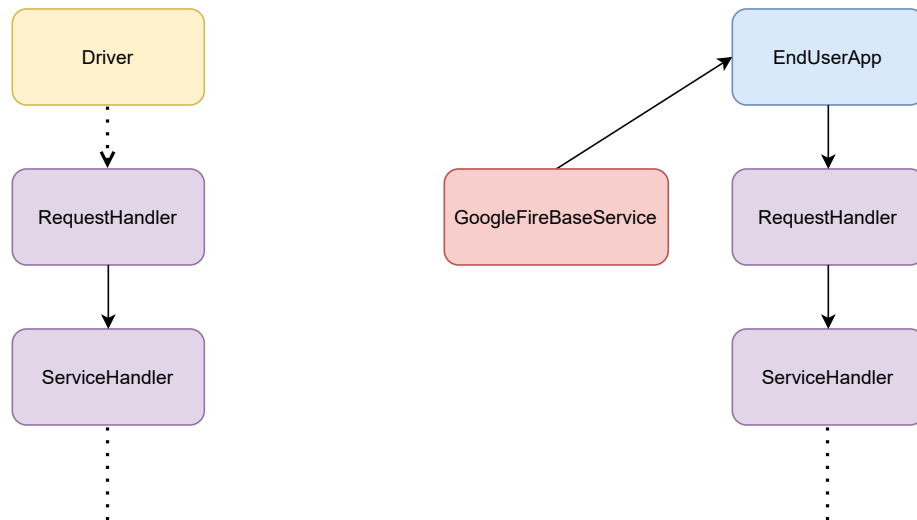 Driver
EndUserApp
RequestHandler
GoogleFireBaseService
RequestHandler
ServiceHandler
ServiceHandler